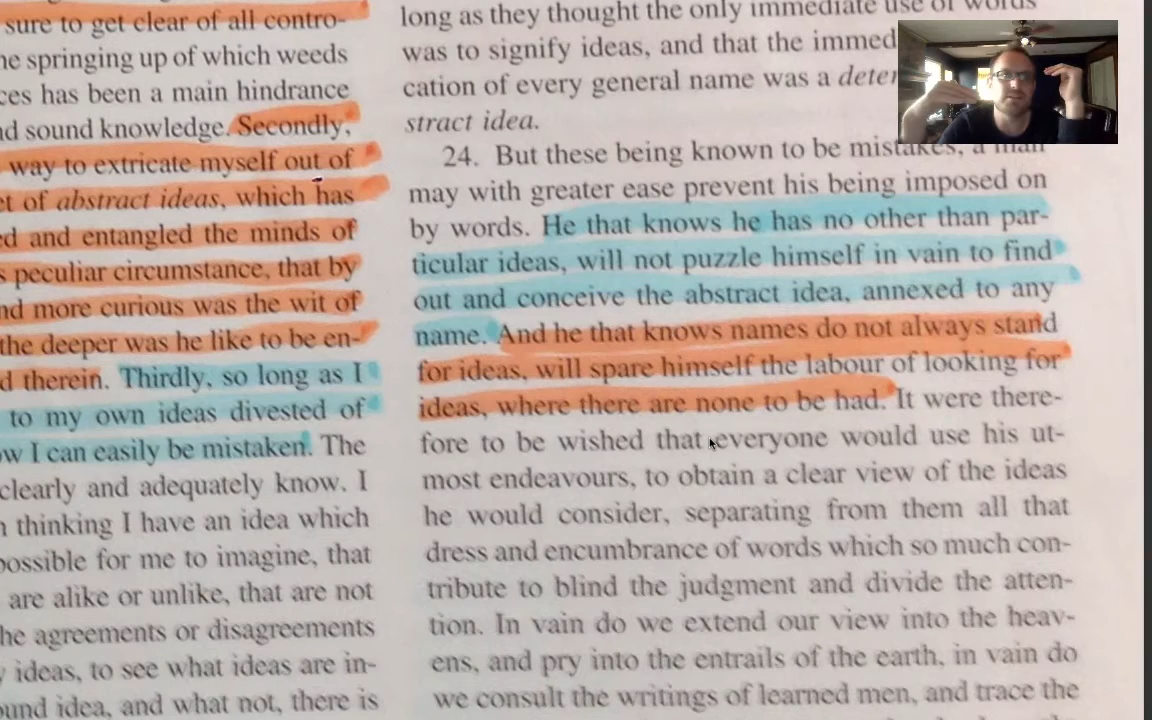 sure to get clear of all contro-
springing up of which weeds
has been a main hindrance
sound knowledge. Secondly,
way to extricate myself out of
of abstract ideas, which has
and entangled the minds of
peculiar circumstance, that by
more curious was the wit of
the deeper was he like to be en-
therein. Thirdly, so long as I
to my own ideas divested of
I can easily be mistaken. The
clearly and adequately know. I
thinking I have an idea which
possible for me to imagine, that
are alike or unlike, that are not
the agreements or disagreements
ideas, to see what ideas are in-
idea, and what not, there is
long as they thought the only immediate use of words
was to signify ideas, and that the immed
cation of every general name was a deter
stract idea.
24. But these being known to be mistakes, a man
may with greater ease prevent his being imposed on
by words. He that knows he has no other than par-
ticular ideas, will not puzzle himself in vain to find
out and conceive the abstract idea, annexed to any
name. And he that knows names do not always stand
for ideas, will spare himself the labour of looking for
ideas, where there are none to be had. It were there-
fore to be wished that everyone would use his ut-
most endeavours, to obtain a clear view of the ideas
he would consider, separating from them all that
dress and encumbrance of words which so much con-
tribute to blind the judgment and divide the atten-
tion. In vain do we extend our view into the heav-
ens, and pry into the entrails of the earth, in vain do
we consult the writings of learned men, and trace the